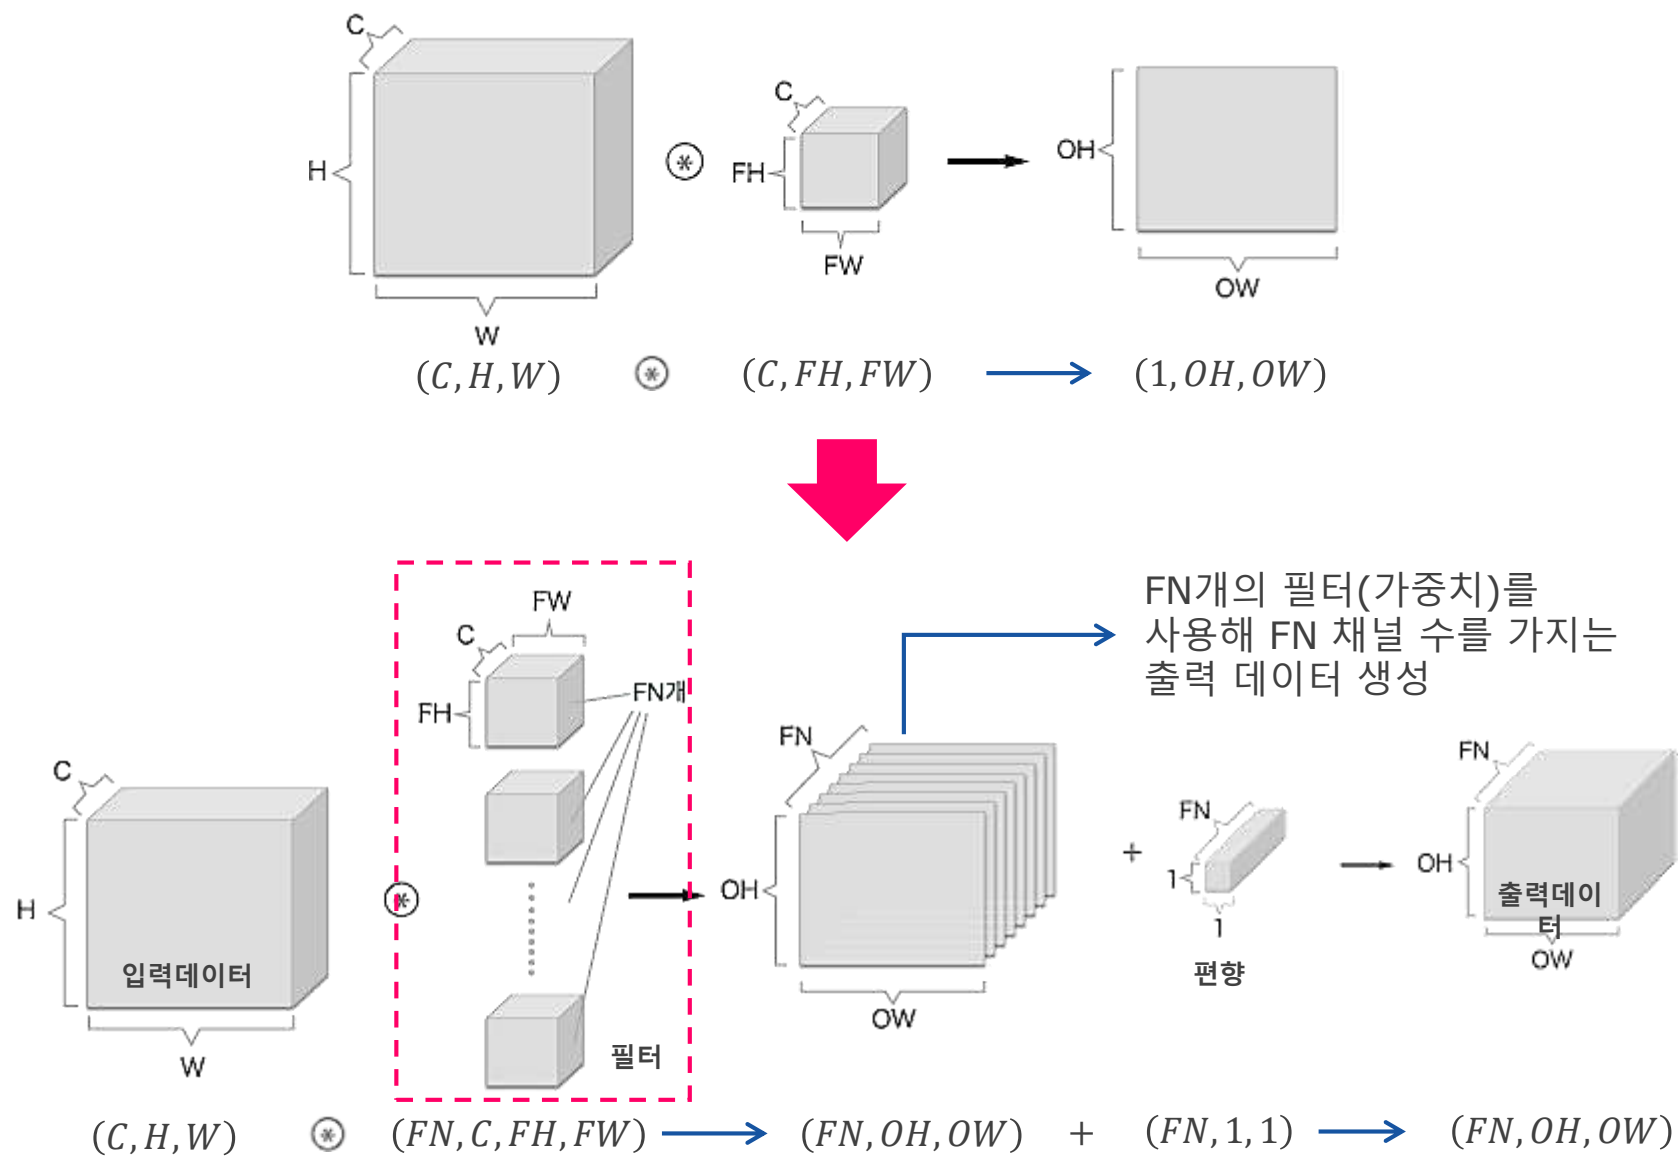 C
H
W
⊛
C
FH
FW
OH
OW
(C, H, W) ⊛ (C, FH, FW) → (1, OH, OW)
FN개의 필터(가중치)를
사용해 FN 채널 수를 가지는
출력 데이터 생성
C
H
W
입력데이터
⊛
FW
C
FH
FN개
필터
FN
OH
OW
+
FN
1
1
편향
FN
OH
출력데이
터
OW
(C, H, W) ⊛ (FN, C, FH, FW) → (FN, OH, OW) + (FN, 1, 1) → (FN, OH, OW)